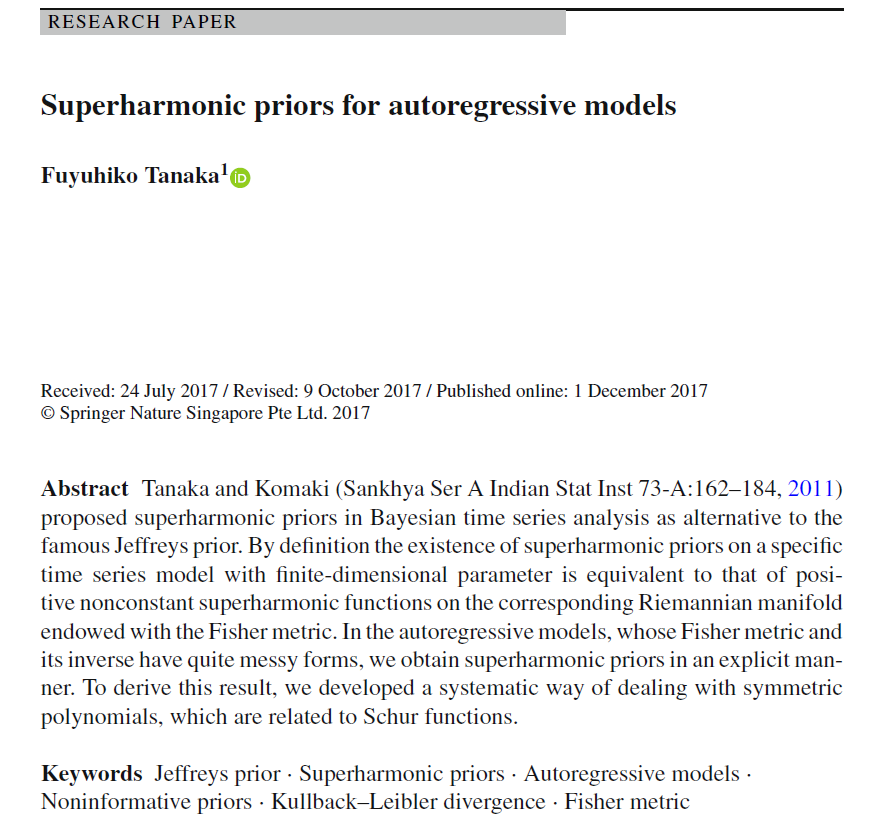 RESEARCH PAPER
Superharmonic priors for autoregressive models
Fuyuhiko Tanaka1 iD
Received: 24 July 2017 / Revised: 9 October 2017 / Published online: 1 December 2017
© Springer Nature Singapore Pte Ltd. 2017
Abstract Tanaka and Komaki (Sankhya Ser A Indian Stat Inst 73-A:162–184, 2011)
proposed superharmonic priors in Bayesian time series analysis as alternative to the
famous Jeffreys prior. By definition the existence of superharmonic priors on a specific
time series model with finite-dimensional parameter is equivalent to that of posi-
tive nonconstant superharmonic functions on the corresponding Riemannian manifold
endowed with the Fisher metric. In the autoregressive models, whose Fisher metric and
its inverse have quite messy forms, we obtain superharmonic priors in an explicit man-
ner. To derive this result, we developed a systematic way of dealing with symmetric
polynomials, which are related to Schur functions.
Keywords Jeffreys prior · Superharmonic priors · Autoregressive models ·
Noninformative priors · Kullback–Leibler divergence · Fisher metric